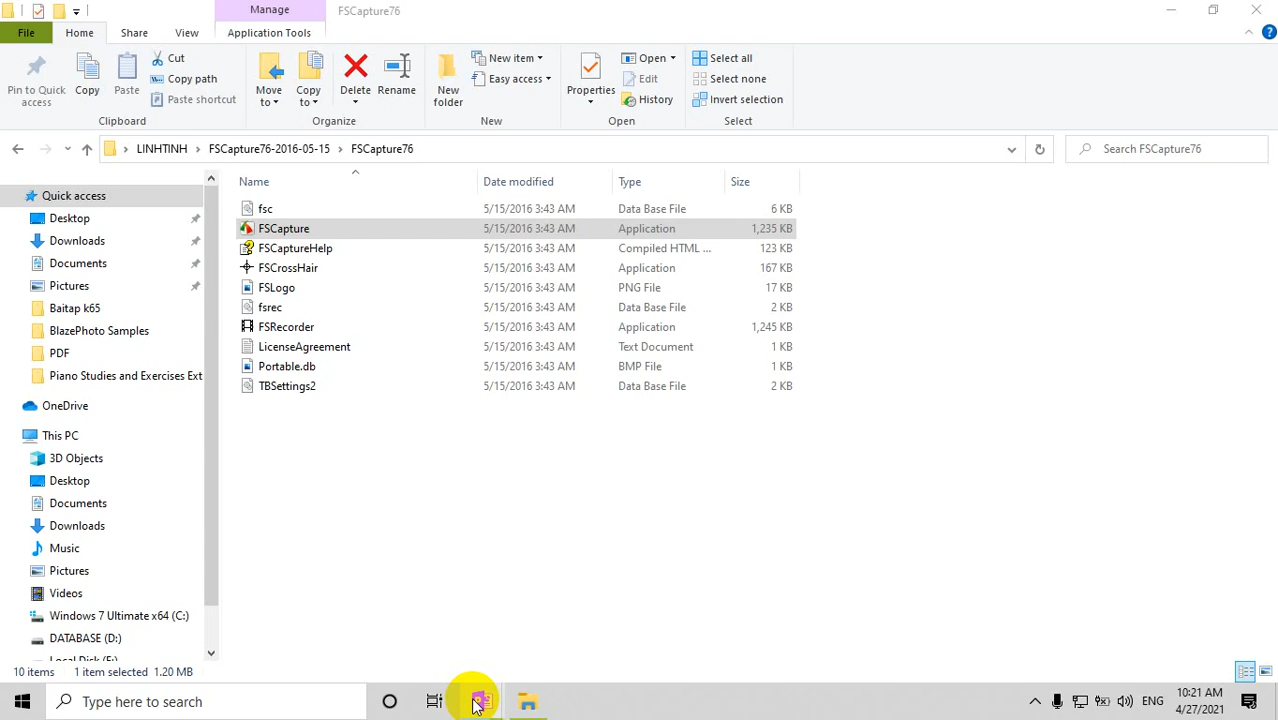 Manage
FSCapture76
File
Home
Share
View
Application Tools
Pin to Quick access
Copy
Paste
Cut
Copy path
Paste shortcut
Clipboard
Move to
Copy to
Delete
Rename
Organize
New folder
New item
Easy access
New
Properties
Open
Edit
History
Open
Select all
Select none
Invert selection
Select
LINHTINH
FSCapture76-2016-05-15
FSCapture76
Search FSCapture76
Name
Date modified
Type
Size
fsc 5/15/2016 3:43 AM Data Base File 6 KB
FSCapture 5/15/2016 3:43 AM Application 1,235 KB
FSCaptureHelp 5/15/2016 3:43 AM Compiled HTML ... 123 KB
FSCrossHair 5/15/2016 3:43 AM Application 167 KB
FSLogo 5/15/2016 3:43 AM PNG File 17 KB
fsrec 5/15/2016 3:43 AM Data Base File 2 KB
FSRecorder 5/15/2016 3:43 AM Application 1,245 KB
LicenseAgreement 5/15/2016 3:43 AM Text Document 1 KB
Portable.db 5/15/2016 3:43 AM BMP File 1 KB
TBSettings2 5/15/2016 3:43 AM Data Base File 2 KB
Quick access
Desktop
Downloads
Documents
Pictures
Baitap k65
BlazePhoto Samples
PDF
Piano Studies and Exercises Ext
OneDrive
This PC
3D Objects
Desktop
Documents
Downloads
Music
Pictures
Videos
Windows 7 Ultimate x64 (C:)
DATABASE (D:)
10 items
1 item selected 1.20 MB
Type here to search
ENG
10:21 AM
4/27/2021